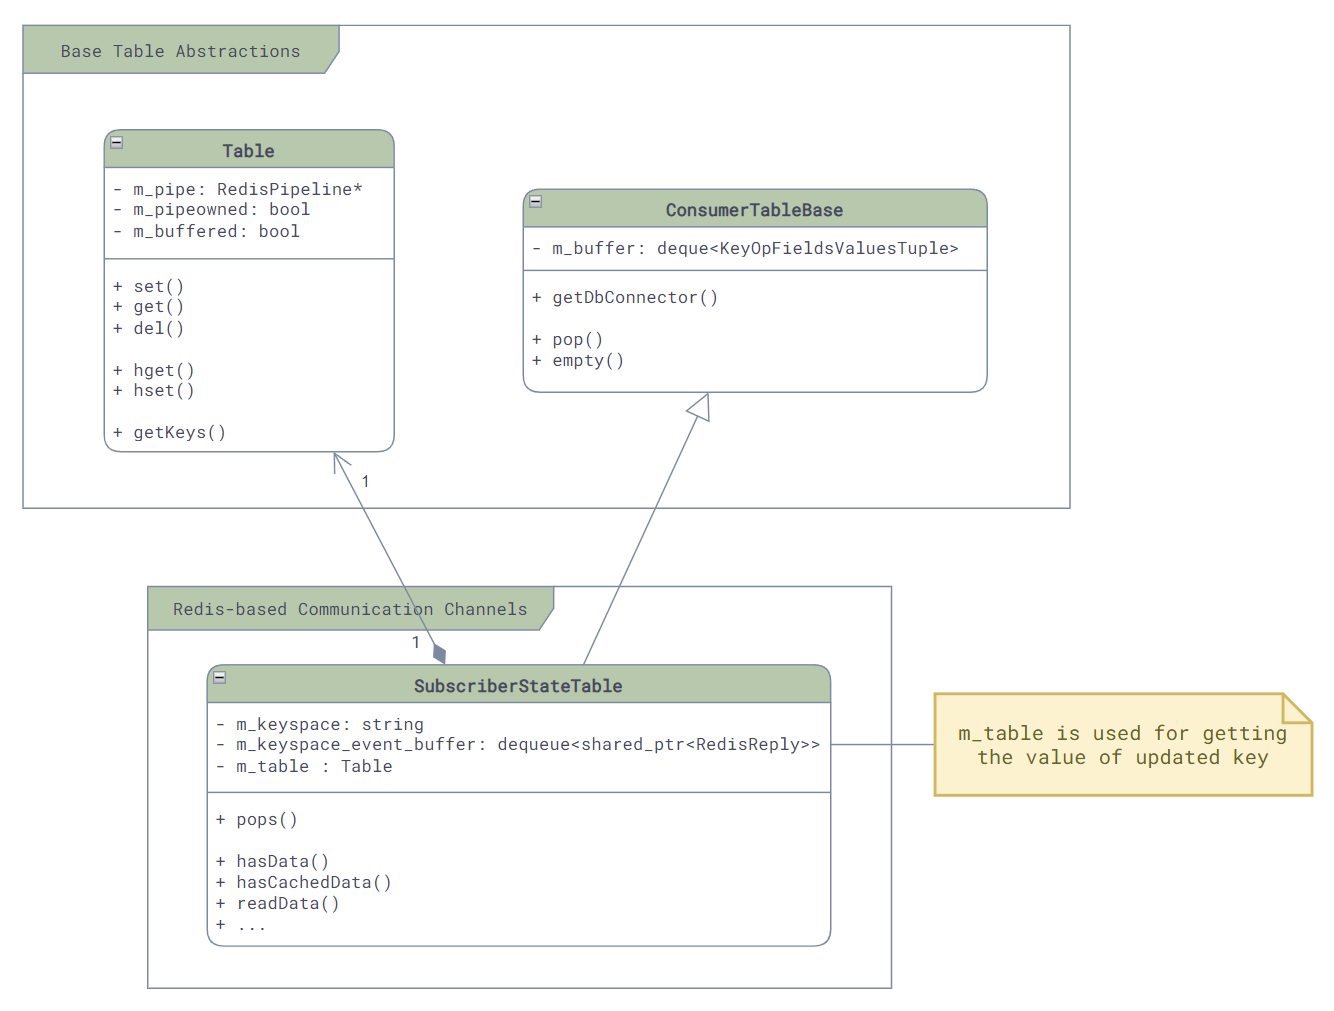 Base Table Abstractions
Table
- m_pipe: RedisPipeline*
- m_pipeowned: bool
- m_buffered: bool
+ set()
+ get()
+ del()
+ hget()
+ hset()
+ getKeys()
ConsumerTableBase
- m_buffer: deque<KeyOpFieldsValuesTuple>
+ getDbConnector()
+ pop()
+ empty()
1
Redis-based Communication Channels
1
SubscriberStateTable
- m_keyspace: string
- m_keyspace_event_buffer: dequeue<shared_ptr<RedisReply>>
- m_table : Table
+ pops()
+ hasData()
+ hasCachedData()
+ readData()
+ ...
m_table is used for getting
the value of updated key